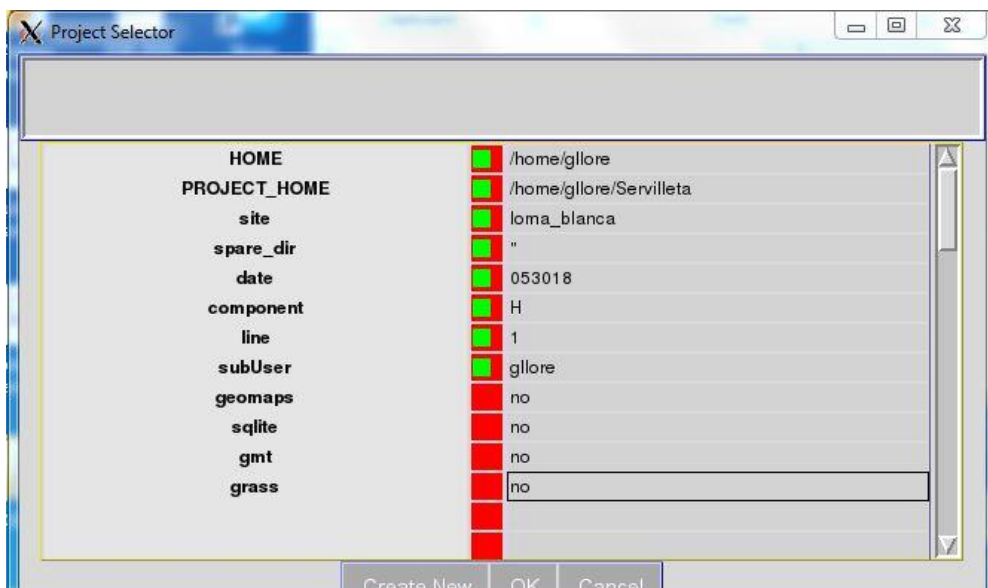 Project Selector
HOME /home/gllore
PROJECT_HOME /home/gllore/Servilleta
site loma_blanca
spare_dir "
date 053018
component H
line 1
subUser gllore
geomaps no
sqlite no
gmt no
grass no
Create New OK Cancel